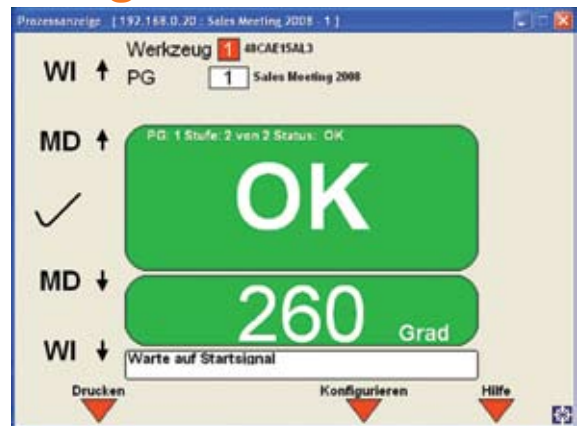 Prozessanzeige [192.168.0.20 : Sales Meeting 2008 - 1 ]
Werkzeug 1 48CAE15AL3
WI
PG 1 Sales Meeting 2008
MD
PG: 1 Stufe: 2 von 2 Status: OK
OK
MD
260 Grad
WI
Warte auf Startsignal
Drucken Konfigurieren Hilfe